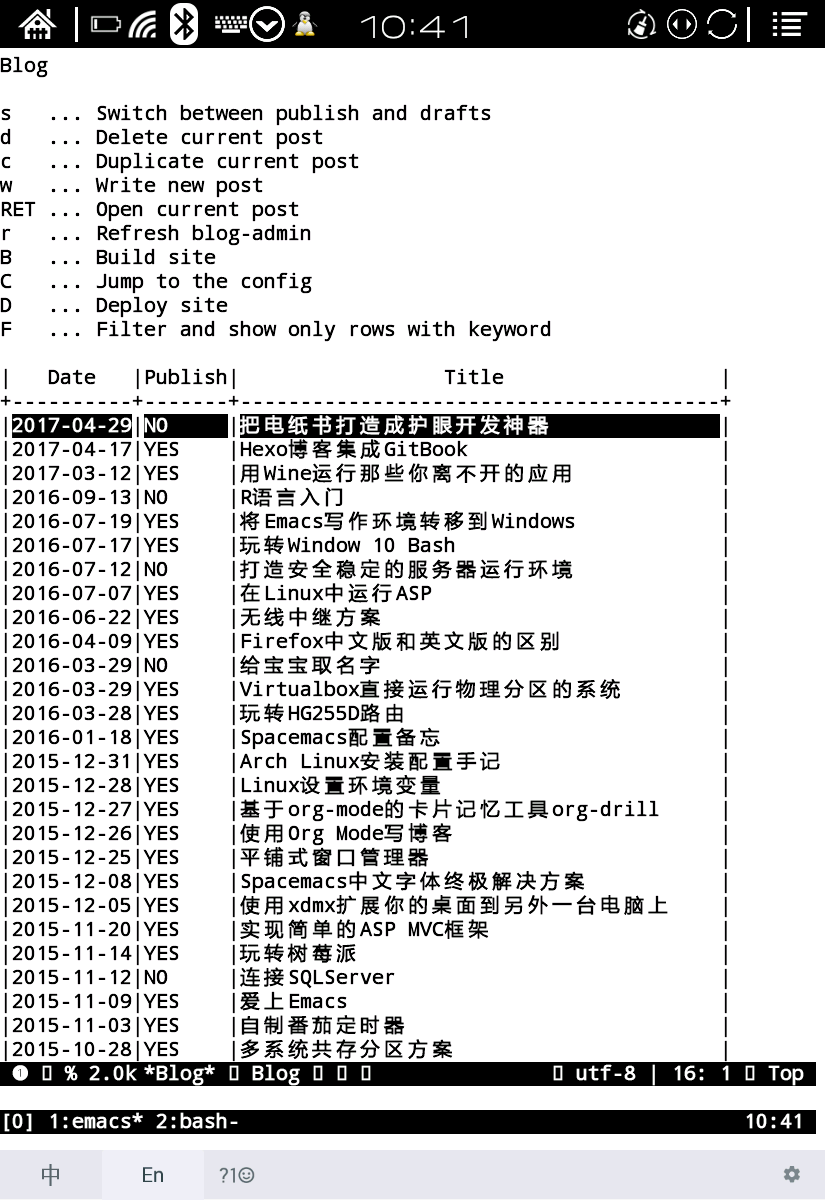 10:41
Blog
s   ... Switch between publish and drafts
d   ... Delete current post
c   ... Duplicate current post
w   ... Write new post
RET ... Open current post
r   ... Refresh blog-admin
B   ... Build site
C   ... Jump to the config
D   ... Deploy site
F   ... Filter and show only rows with keyword
|   Date   |Publish|                 Title                  |
+----------+-------+----------------------------------------+
|2017-04-29|NO     |把电纸书打造成护眼开发神器|
|2017-04-17|YES    |Hexo博客集成GitBook|
|2017-03-12|YES    |用Wine运行那些你离不开的应用|
|2016-09-13|NO     |R语言入门|
|2016-07-19|YES    |将Emacs写作环境转移到Windows|
|2016-07-17|YES    |玩转Window 10 Bash|
|2016-07-12|NO     |打造安全稳定的服务器运行环境|
|2016-07-07|YES    |在Linux中运行ASP|
|2016-06-22|YES    |无线中继方案|
|2016-04-09|YES    |Firefox中文版和英文版的区别|
|2016-03-29|NO     |给宝宝取名字|
|2016-03-29|YES    |Virtualbox直接运行物理分区的系统|
|2016-03-28|YES    |玩转HG255D路由|
|2016-01-18|YES    |Spacemacs配置备忘|
|2015-12-31|YES    |Arch Linux安装配置手记|
|2015-12-28|YES    |Linux设置环境变量|
|2015-12-27|YES    |基于org-mode的卡片记忆工具org-drill|
|2015-12-26|YES    |使用Org Mode写博客|
|2015-12-25|YES    |平铺式窗口管理器|
|2015-12-08|YES    |Spacemacs中文字体终极解决方案|
|2015-12-05|YES    |使用xdmx扩展你的桌面到另外一台电脑上|
|2015-11-20|YES    |实现简单的ASP MVC框架|
|2015-11-14|YES    |玩转树莓派|
|2015-11-12|NO     |连接SQLServer|
|2015-11-09|YES    |爱上Emacs|
|2015-11-03|YES    |自制番茄定时器|
|2015-10-28|YES    |多系统共存分区方案|
❶ % 2.0k *Blog* Blog utf-8 | 16: 1 Top
[0] 1:emacs* 2:bash- 10:41
中 En ?1☺